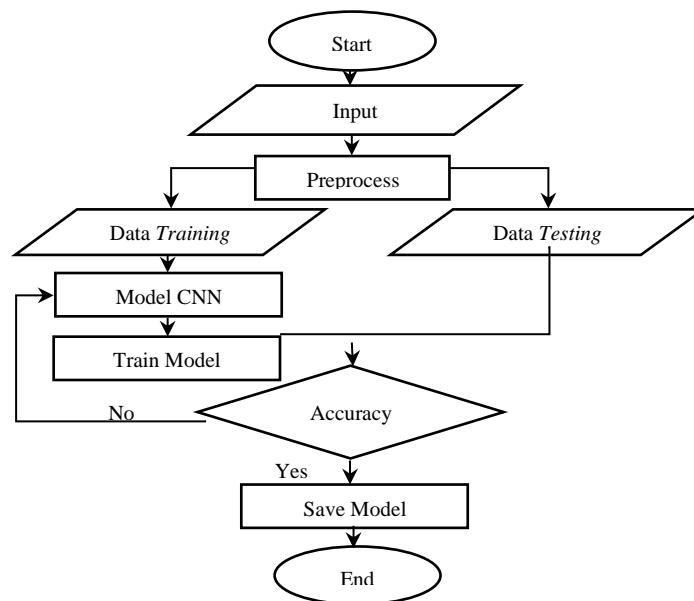 Start
Input
Preprocess
Data Training
Data Testing
Model CNN
Train Model
No
Accuracy
Yes
Save Model
End